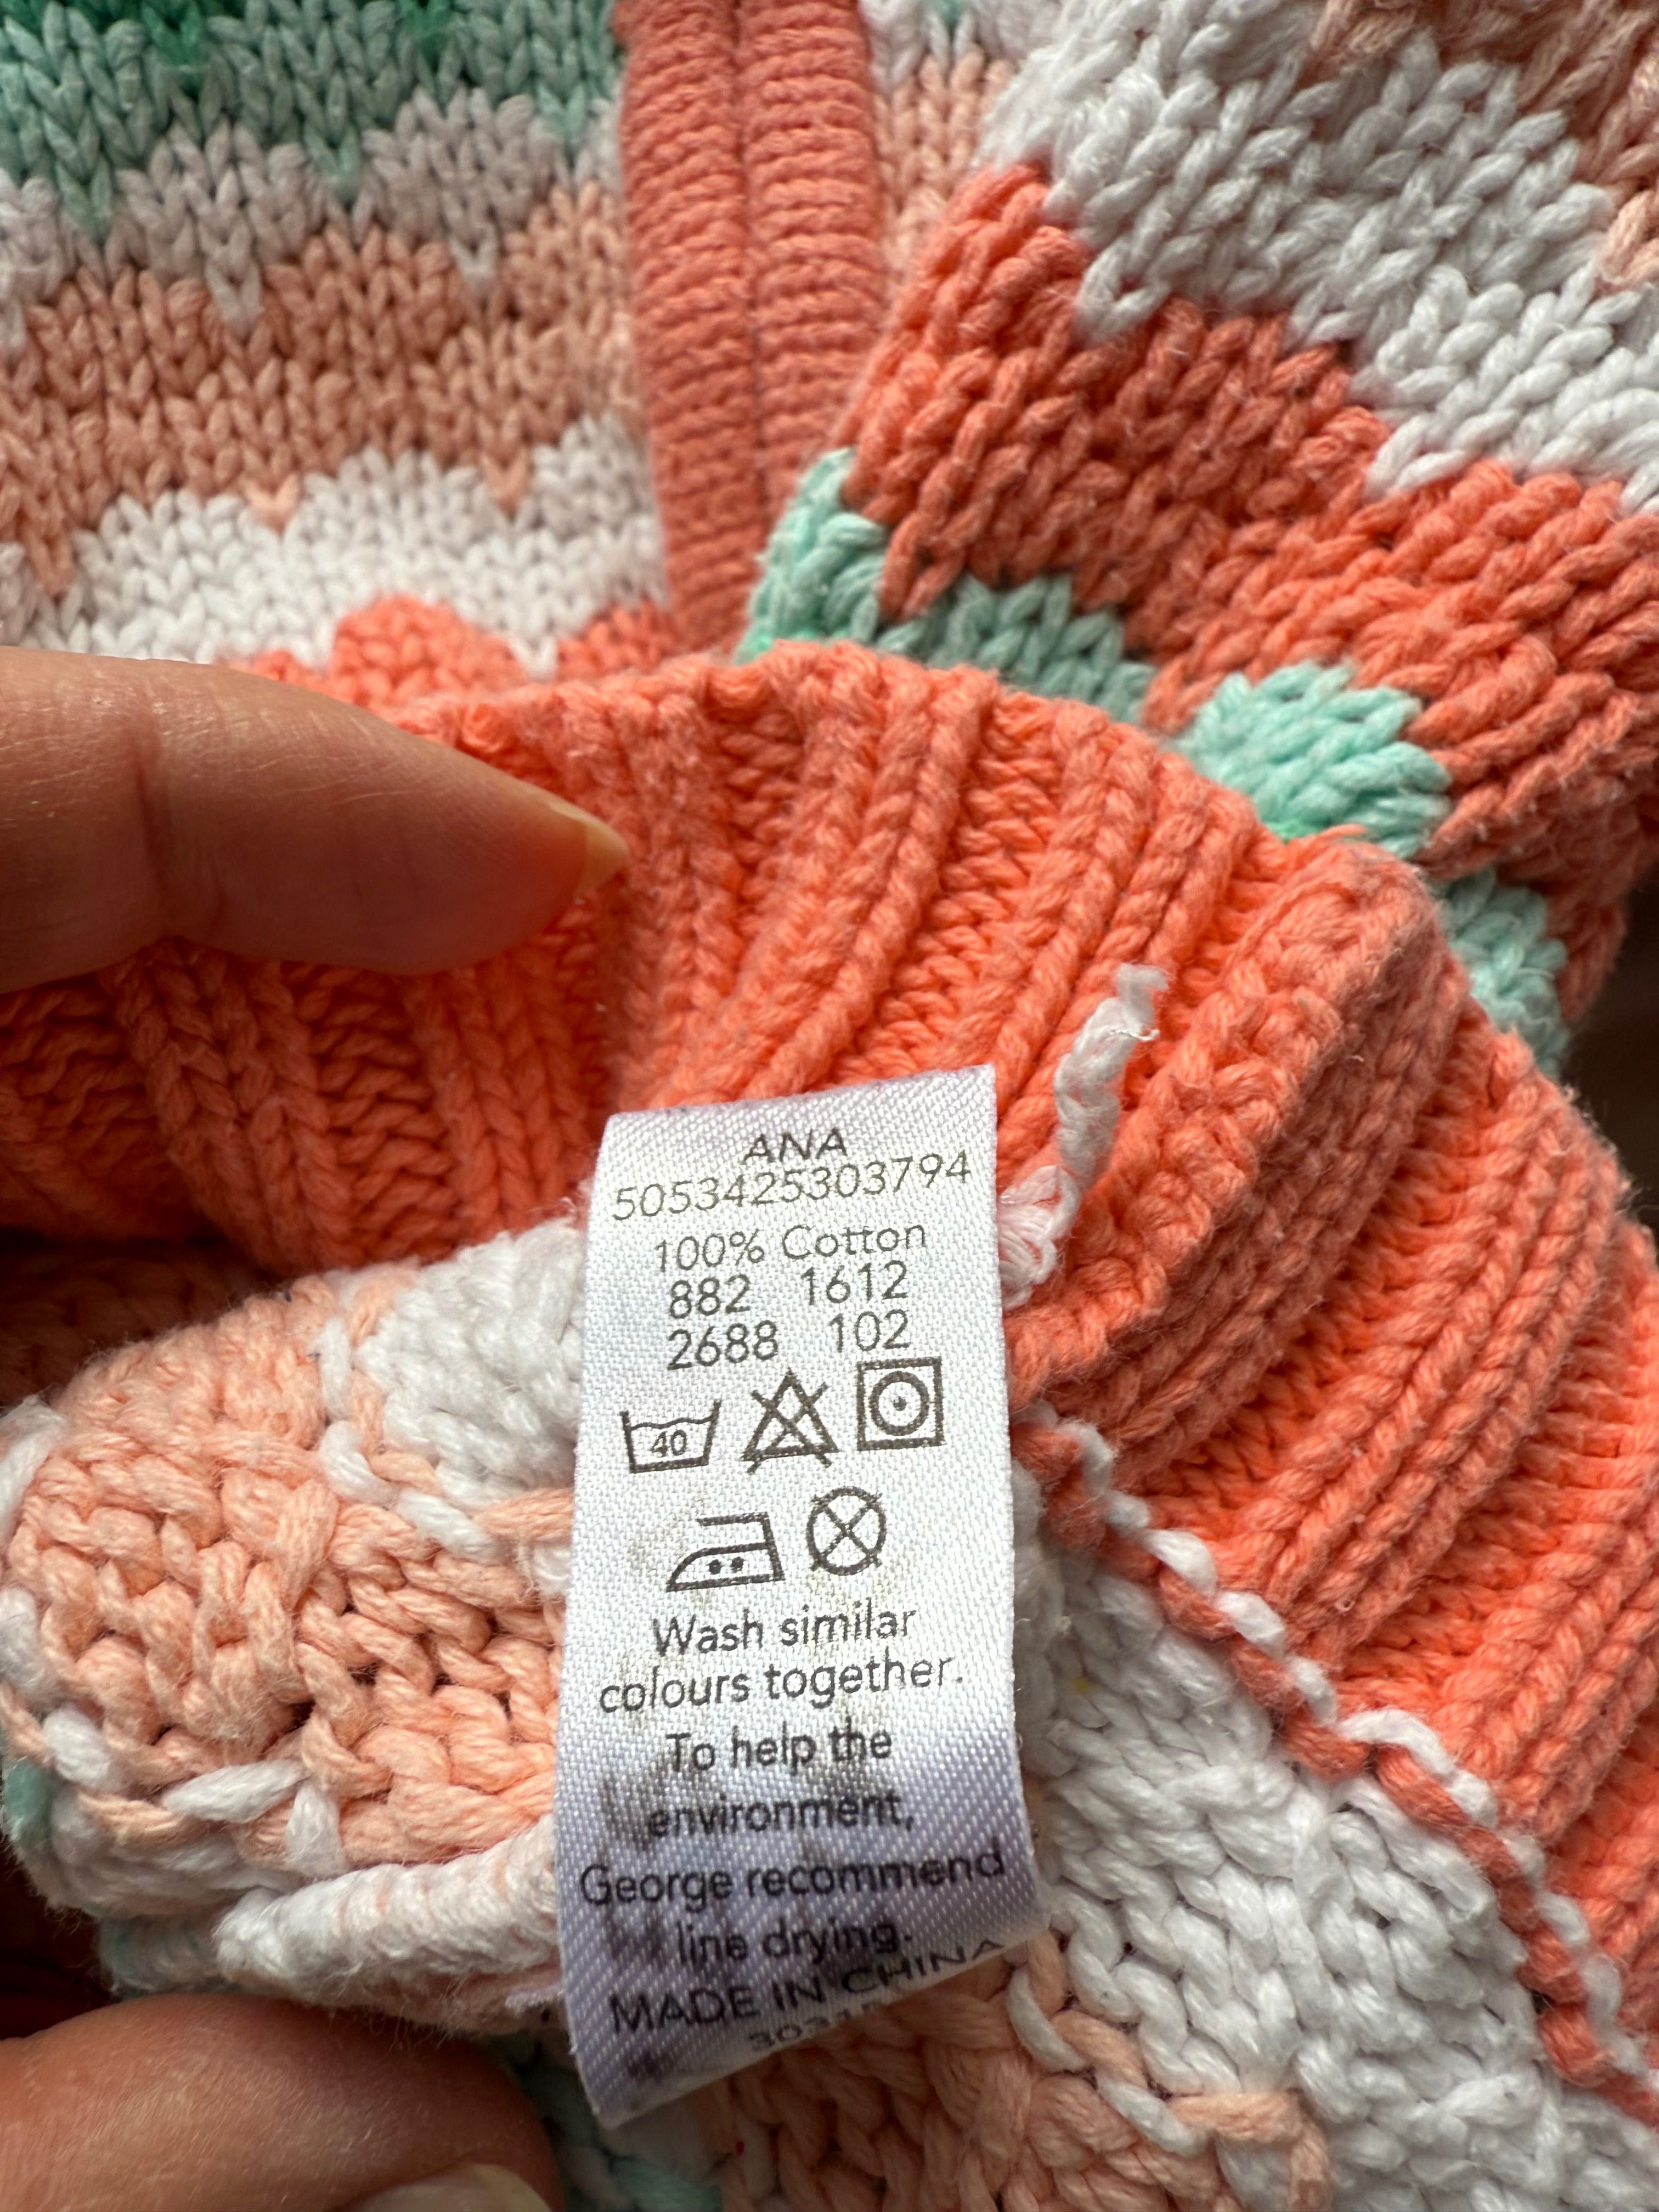 ANA
5053425303794
100% Cotton
882 1612
2688 102
40
Wash similar
colours together.
To help the
environment,
George recommend
line drying.
MADE IN CHINA